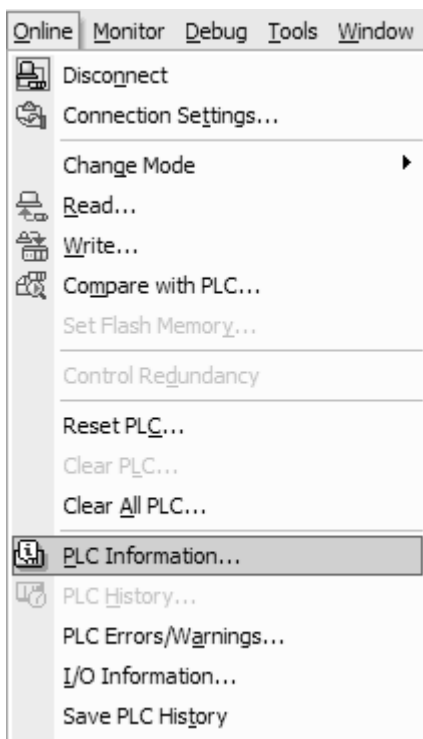 Online Monitor Debug Tools Window
Disconnect
Connection Settings...
Change Mode
Read...
Write...
Compare with PLC...
Set Flash Memory...
Control Redundancy
Reset PLC...
Clear PLC...
Clear All PLC...
PLC Information...
PLC History...
PLC Errors/Warnings...
I/O Information...
Save PLC History